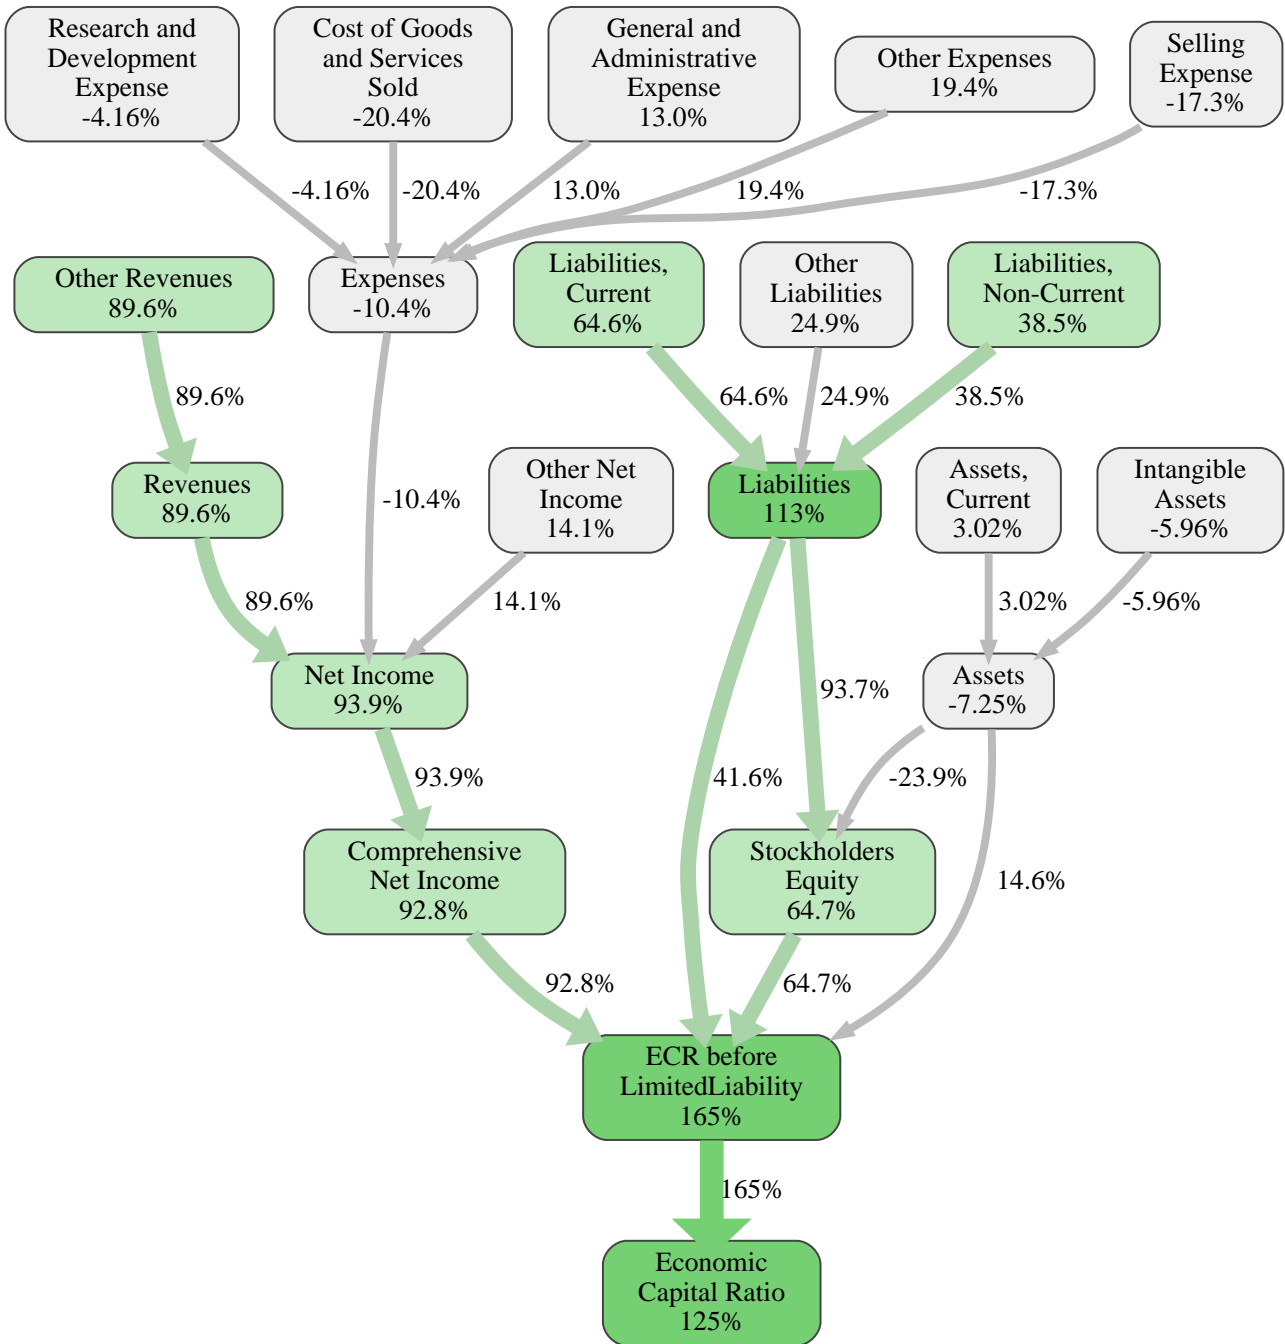 Research and
Development
Expense
-4.16%
Cost of Goods
and Services
Sold
-20.4%
General and
Administrative
Expense
13.0%
Other Expenses
19.4%
Selling
Expense
-17.3%
-4.16%
-20.4%
13.0%
19.4%
-17.3%
Other Revenues
89.6%
Expenses
-10.4%
Liabilities,
Current
64.6%
Other
Liabilities
24.9%
Liabilities,
Non-Current
38.5%
89.6%
64.6%
24.9%
38.5%
Revenues
89.6%
-10.4%
Other Net
Income
14.1%
Liabilities
113%
Assets,
Current
3.02%
Intangible
Assets
-5.96%
89.6%
14.1%
3.02%
-5.96%
Net Income
93.9%
93.7%
Assets
-7.25%
93.9%
41.6%
-23.9%
Comprehensive
Net Income
92.8%
Stockholders
Equity
64.7%
14.6%
92.8%
64.7%
ECR before
LimitedLiability
165%
165%
Economic
Capital Ratio
125%